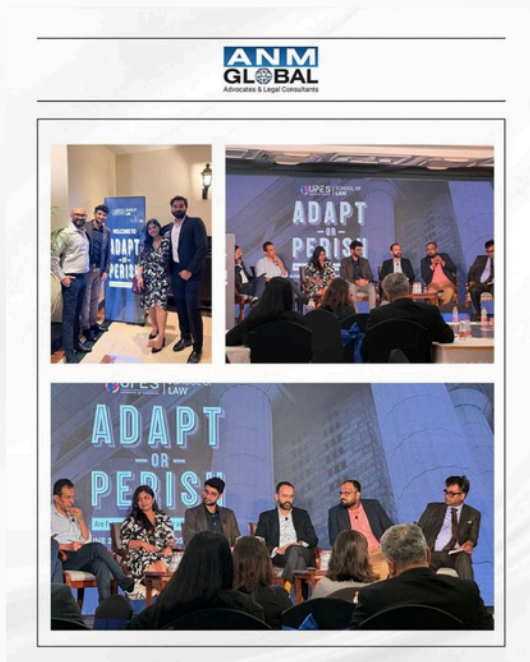 ANM
GLOBAL
Advocates & Legal Consultants
WELCOME TO
ADAPT
OR
PERISH
UPES SCHOOL OF
LAW
ADAPT
OR
PERISH
UPES SCHOOL OF
LAW
ADAPT
OR
PERISH